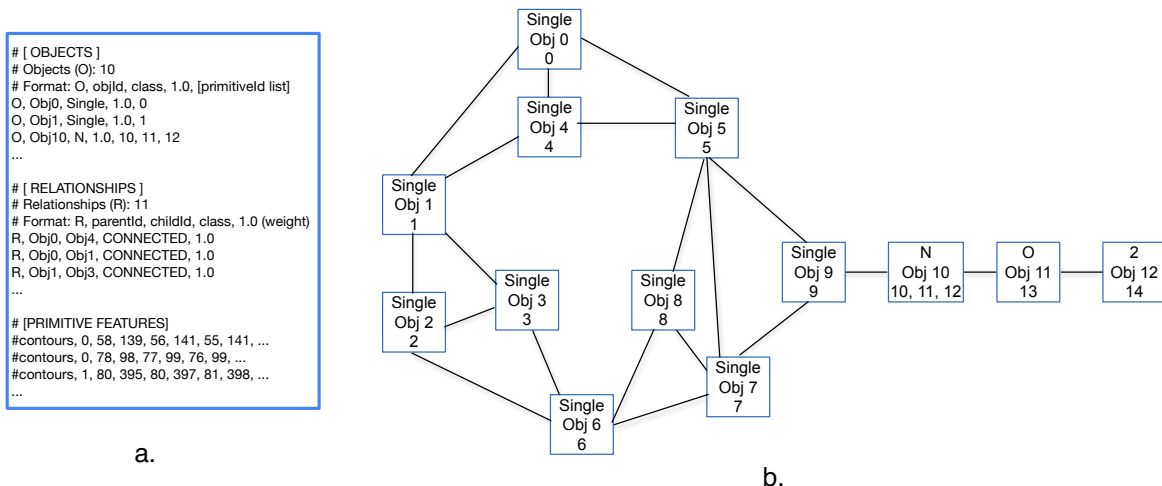 # [ OBJECTS ]
# Objects (O): 10
# Format: O, objId, class, 1.0, [primitiveId list]
O, Obj0, Single, 1.0, 0
O, Obj1, Single, 1.0, 1
O, Obj10, N, 1.0, 10, 11, 12
...
# [ RELATIONSHIPS ]
# Relationships (R): 11
# Format: R, parentId, childId, class, 1.0 (weight)
R, Obj0, Obj4, CONNECTED, 1.0
R, Obj0, Obj1, CONNECTED, 1.0
R, Obj1, Obj3, CONNECTED, 1.0
...
# [PRIMITIVE FEATURES]
#contours, 0, 58, 139, 56, 141, 55, 141, ...
#contours, 0, 78, 98, 77, 99, 76, 99, ...
#contours, 1, 80, 395, 80, 397, 81, 398, ...
...
a.
Single
Obj 0
0
Single
Obj 4
4
Single
Obj 5
5
Single
Obj 1
1
Single
Obj 9
9
N
Obj 10
10, 11, 12
O
Obj 11
13
2
Obj 12
14
Single
Obj 3
3
Single
Obj 8
8
Single
Obj 2
2
Single
Obj 7
7
Single
Obj 6
6
b.